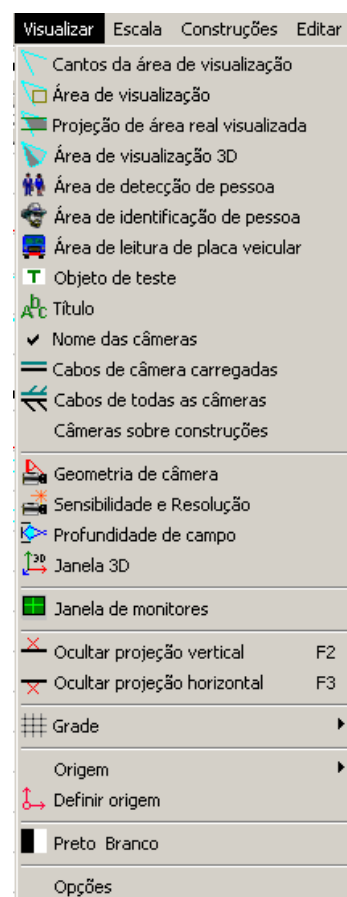 Visualizar Escala Construções Editar
Cantos da área de visualização
Área de visualização
Projeção de área real visualizada
Área de visualização 3D
Área de detecção de pessoa
Área de identificação de pessoa
Área de leitura de placa veicular
T Objeto de teste
Abc Título
Nome das câmeras
Cabos de câmera carregadas
Cabos de todas as câmeras
Câmeras sobre construções
Geometria de câmera
Sensibilidade e Resolução
Profundidade de campo
3D Janela 3D
Janela de monitores
Ocultar projeção vertical F2
Ocultar projeção horizontal F3
Grade
Origem
Definir origem
Preto Branco
Opções